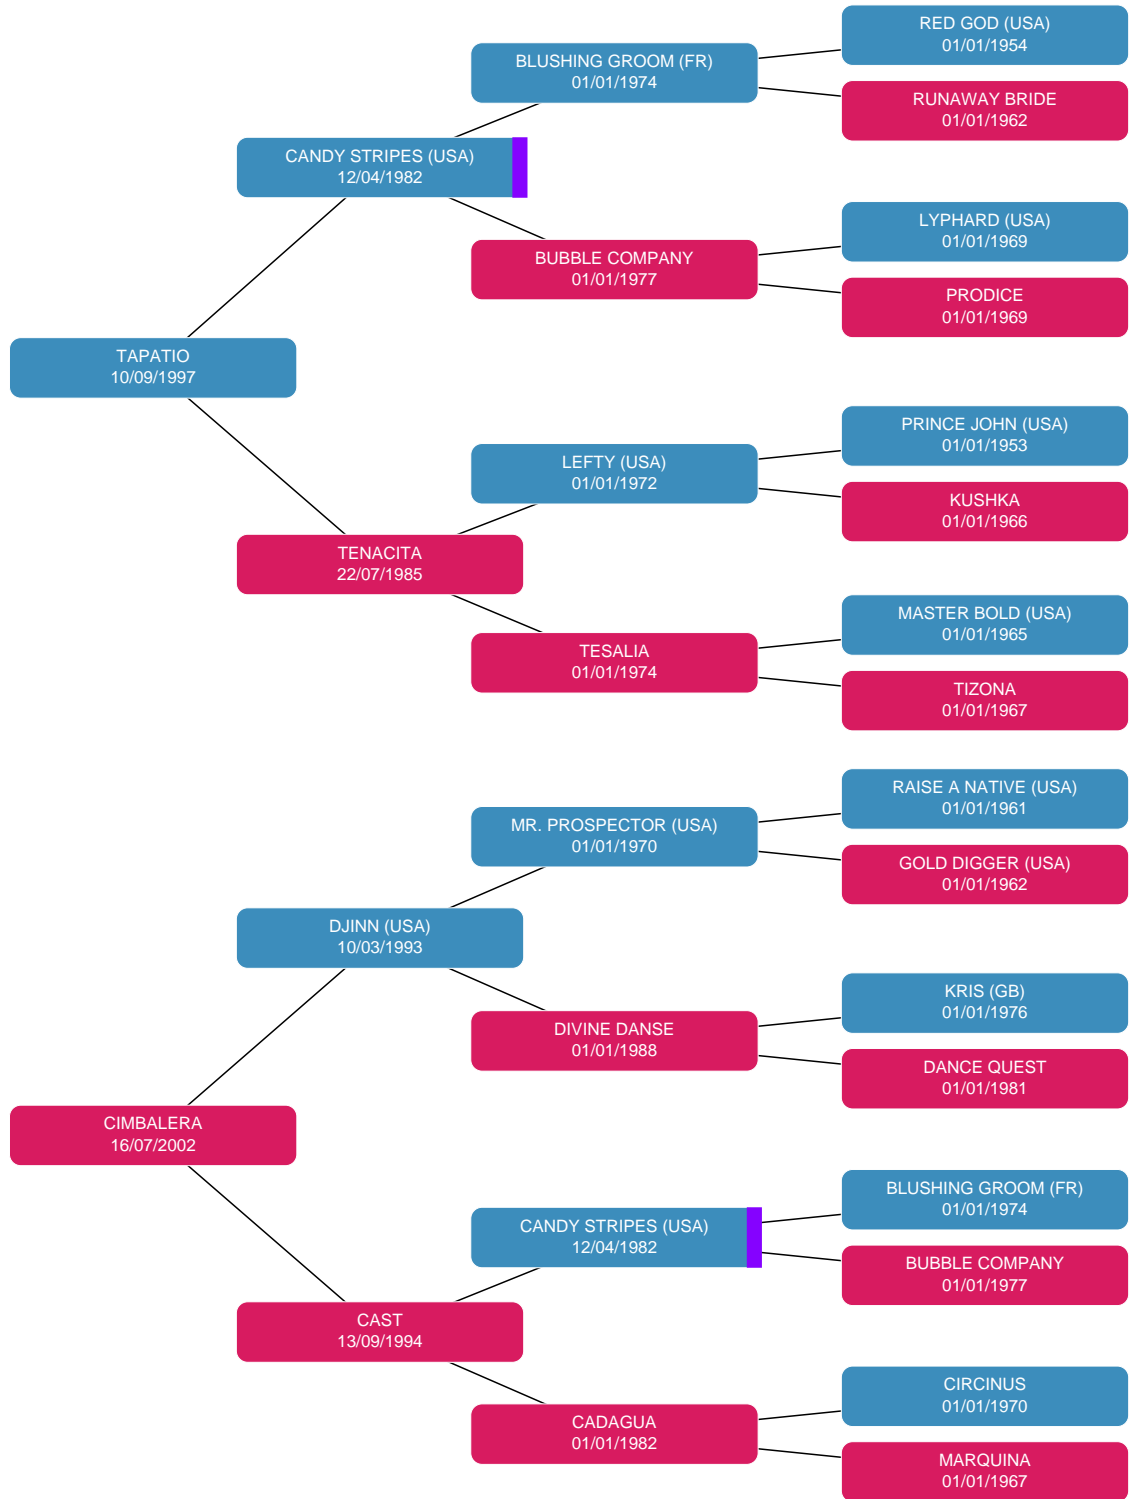 RED GOD (USA)
01/01/1954
BLUSHING GROOM (FR)
01/01/1974
RUNAWAY BRIDE
01/01/1962
CANDY STRIPES (USA)
12/04/1982
LYPHARD (USA)
01/01/1969
BUBBLE COMPANY
01/01/1977
PRODICE
01/01/1969
TAPATIO
10/09/1997
PRINCE JOHN (USA)
01/01/1953
LEFTY (USA)
01/01/1972
KUSHKA
01/01/1966
TENACITA
22/07/1985
MASTER BOLD (USA)
01/01/1965
TESALIA
01/01/1974
TIZONA
01/01/1967
RAISE A NATIVE (USA)
01/01/1961
MR. PROSPECTOR (USA)
01/01/1970
GOLD DIGGER (USA)
01/01/1962
DJINN (USA)
10/03/1993
KRIS (GB)
01/01/1976
DIVINE DANSE
01/01/1988
DANCE QUEST
01/01/1981
CIMBALERA
16/07/2002
BLUSHING GROOM (FR)
01/01/1974
CANDY STRIPES (USA)
12/04/1982
BUBBLE COMPANY
01/01/1977
CAST
13/09/1994
CIRCINUS
01/01/1970
CADAGUA
01/01/1982
MARQUINA
01/01/1967